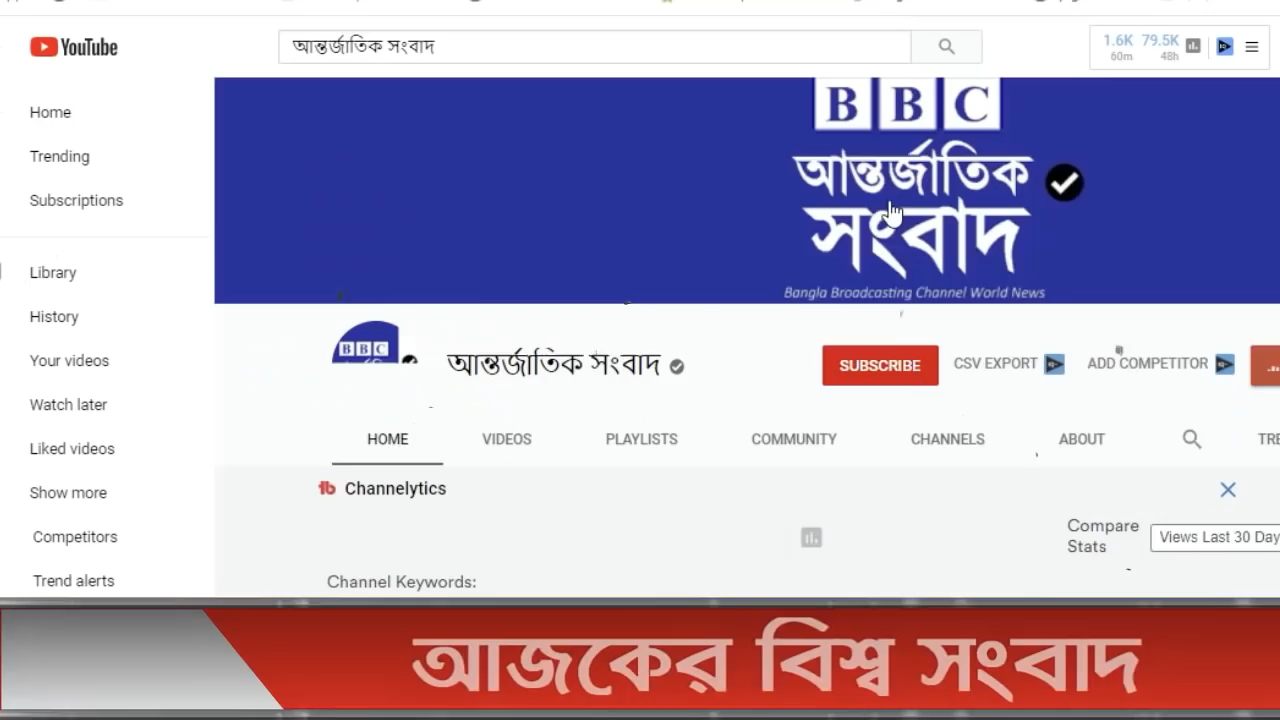 YouTube
আন্তর্জাতিক সংবাদ
1.6K 79.5K
60m 48h
Home
Trending
Subscriptions
Library
History
Your videos
Watch later
Liked videos
Show more
Competitors
Trend alerts
BBC
আন্তর্জাতিক
সংবাদ
Bangla Broadcasting Channel World News
BBC
আন্তর্জাতিক সংবাদ
SUBSCRIBE
CSV EXPORT
ADD COMPETITOR
HOME VIDEOS PLAYLISTS COMMUNITY CHANNELS ABOUT TRE
tb Channelytics
Compare
Stats
Views Last 30 Day
Channel Keywords:
আজকের বিশ্ব সংবাদ